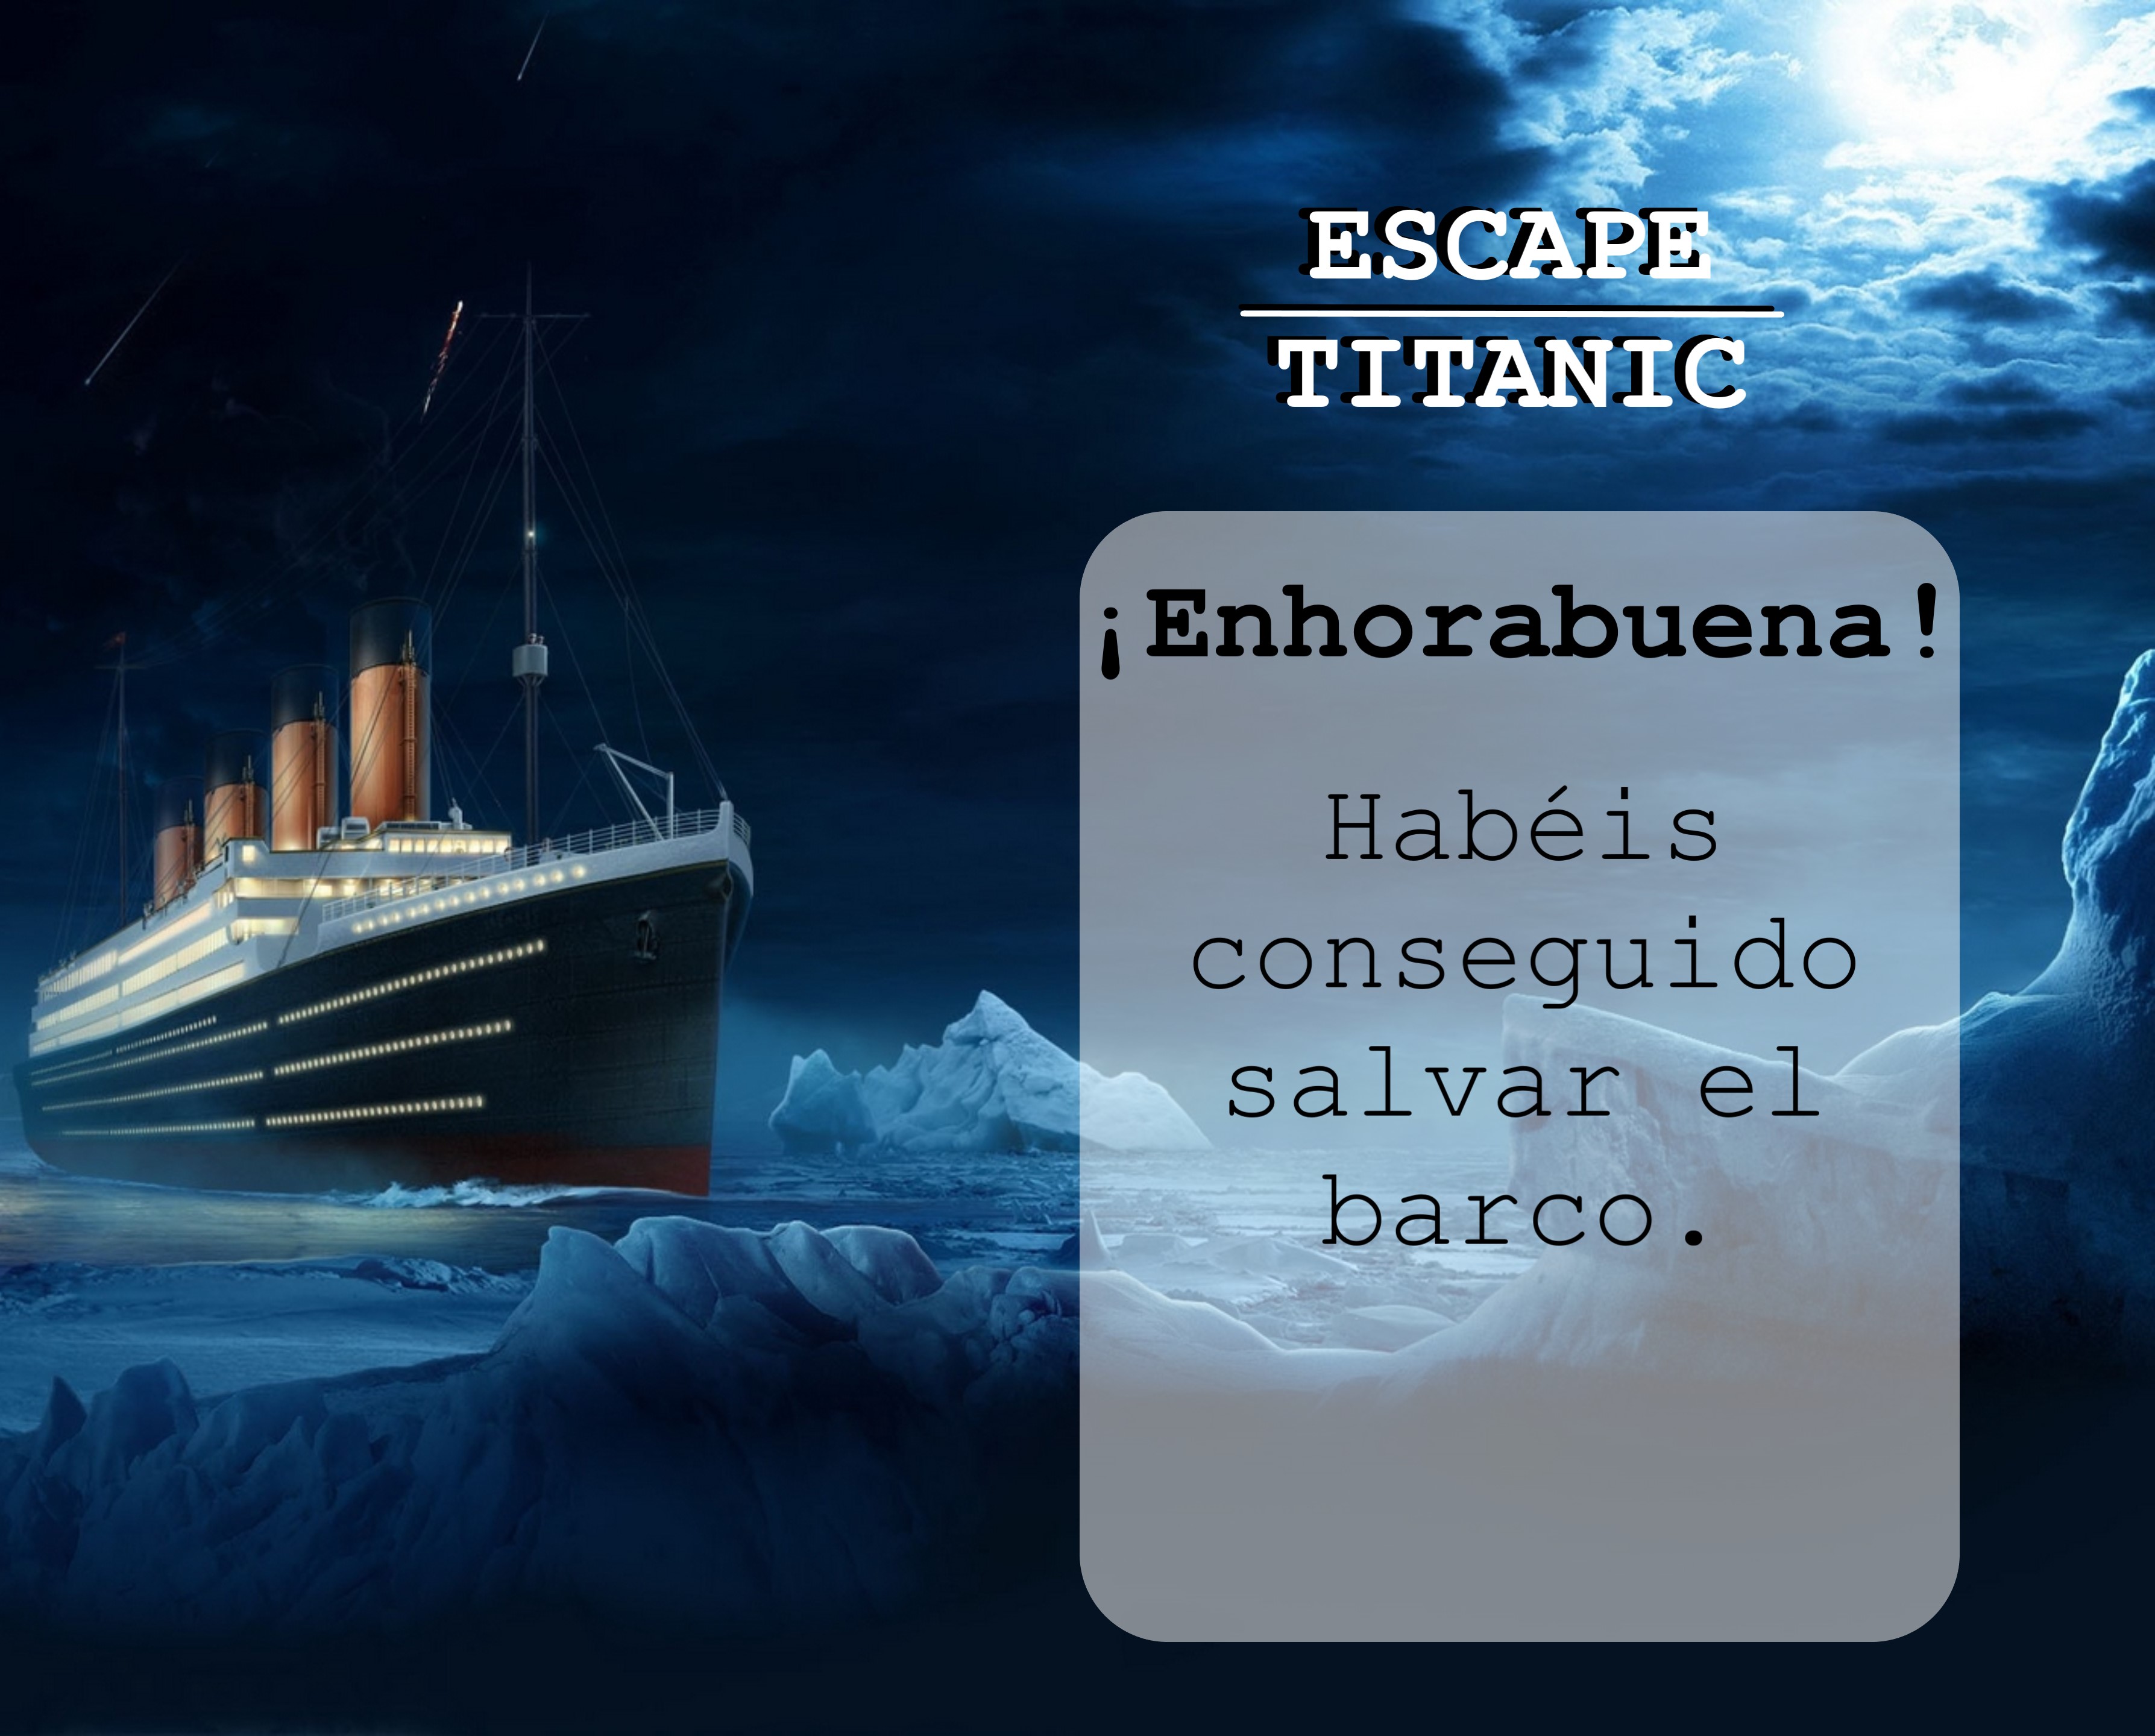 ESCAPE
TITANIC
¡Enhorabuena!
Habéis
conseguido
salvar el
barco.